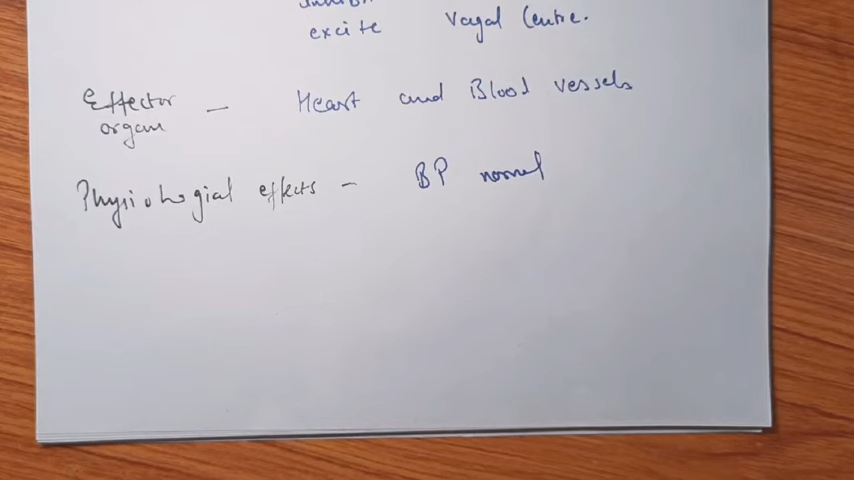 excite vagal Centre.
Effector — Heart and Blood vessels
organ
Physiological effects — BP normal